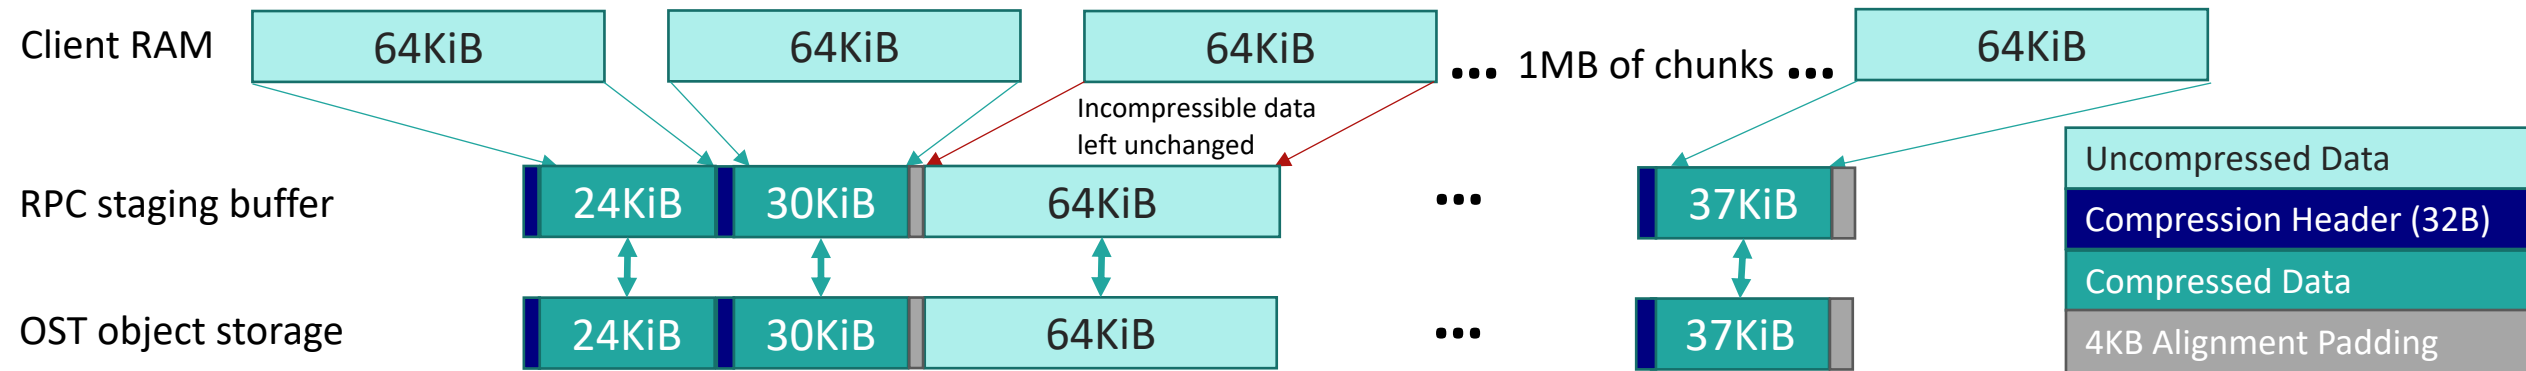 Client RAM
64KiB
64KiB
64KiB
... 1MB of chunks ...
64KiB
Incompressible data
left unchanged
RPC staging buffer
24KiB
30KiB
64KiB
...
37KiB
OST object storage
24KiB
30KiB
64KiB
...
37KiB
Uncompressed Data
Compression Header (32B)
Compressed Data
4KB Alignment Padding